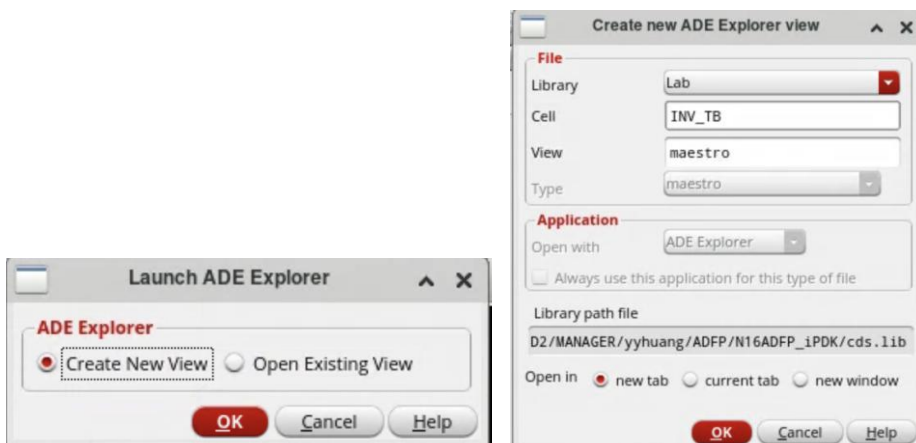 Launch ADE Explorer
ADE Explorer
Create New View Open Existing View
OK Cancel Help
Create new ADE Explorer view
File
Library Lab
Cell INV_TB
View maestro
Type maestro
Application
Open with ADE Explorer
Always use this application for this type of file
Library path file
D2/MANAGER/yyhuang/ADFP/N16ADFP_iPDK/cds.lib
Open in new tab current tab new window
OK Cancel Help